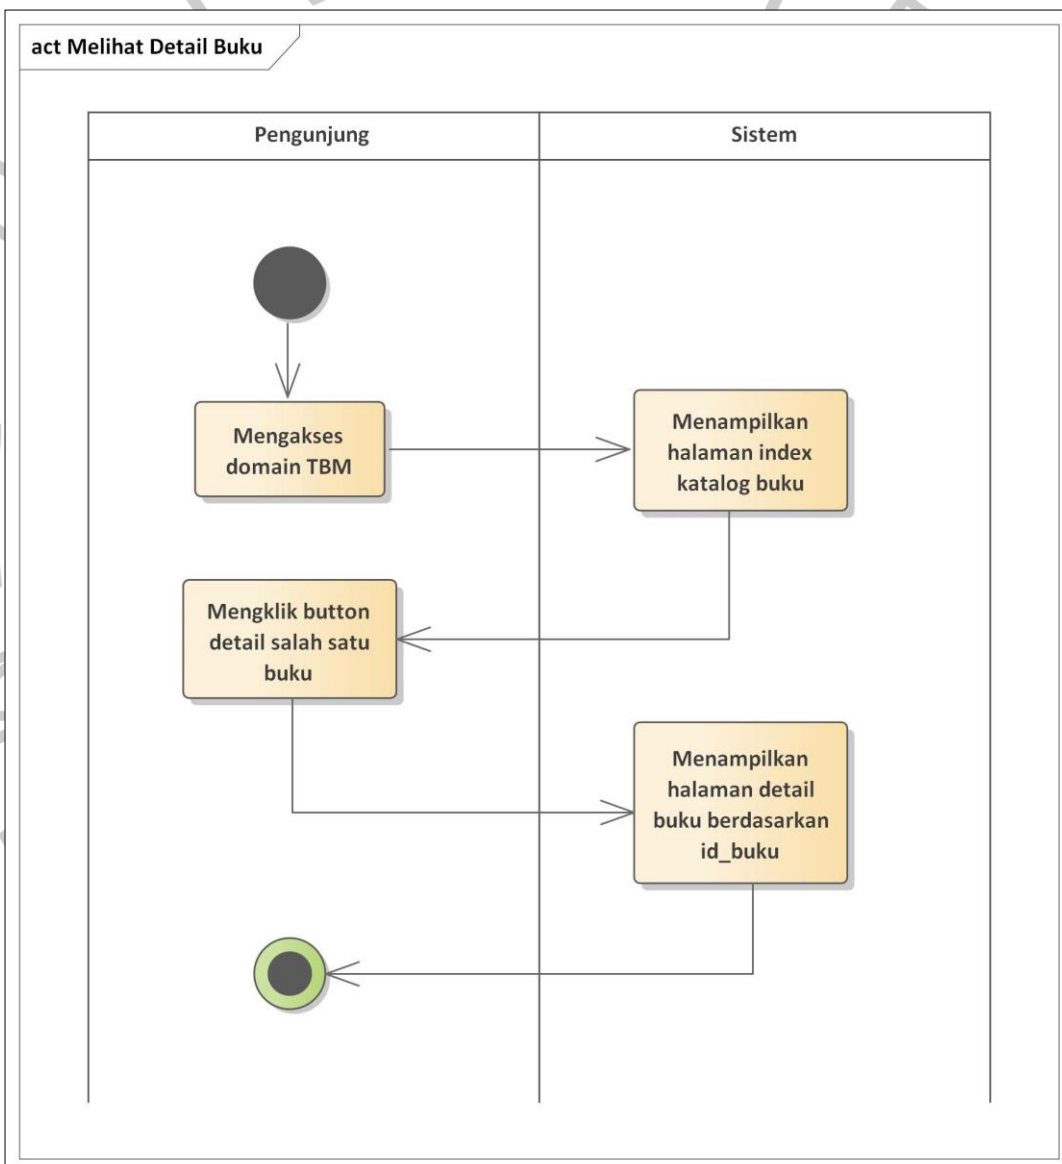 act Melihat Detail Buku
Pengunjung
Sistem
Mengakses
domain TBM
Menampilkan
halaman index
katalog buku
Mengklik button
detail salah satu
buku
Menampilkan
halaman detail
buku berdasarkan
id_buku